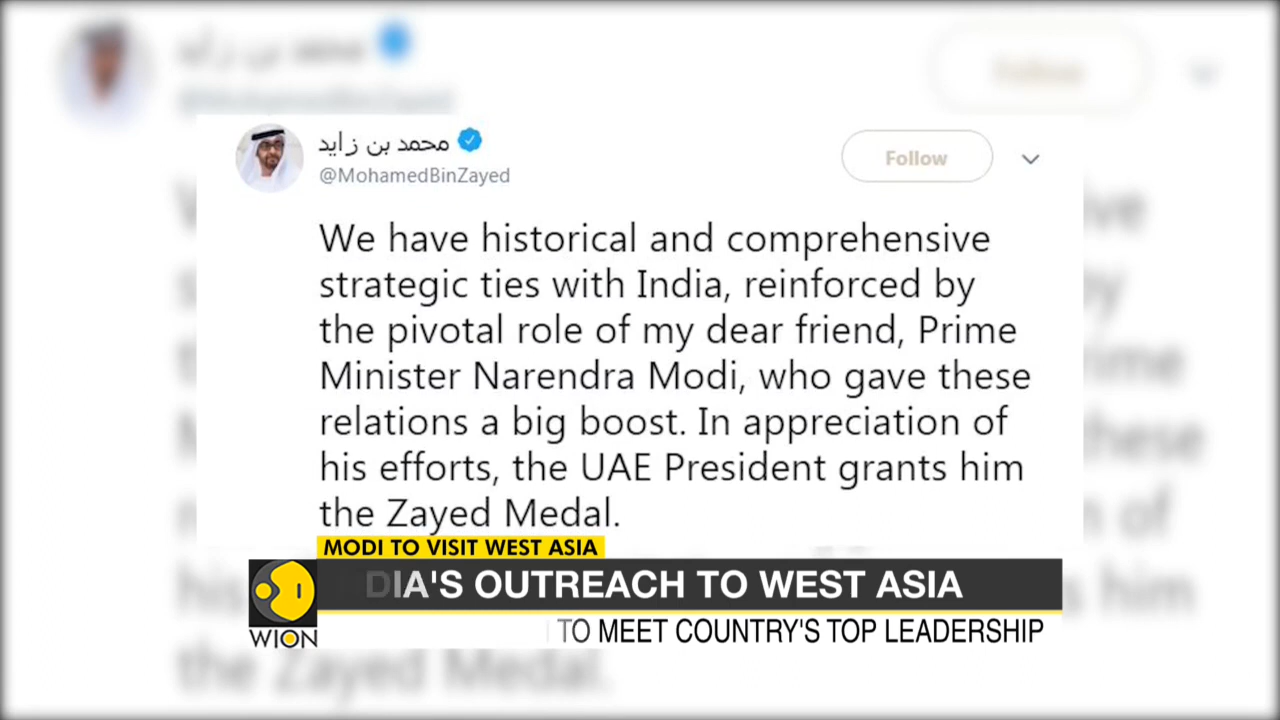 محمد بن زايد
@MohamedBinZayed
Follow
We have historical and comprehensive
strategic ties with India, reinforced by
the pivotal role of my dear friend, Prime
Minister Narendra Modi, who gave these
relations a big boost. In appreciation of
his efforts, the UAE President grants him
the Zayed Medal.
MODI TO VISIT WEST ASIA
DIA'S OUTREACH TO WEST ASIA
TO MEET COUNTRY'S TOP LEADERSHIP
WION